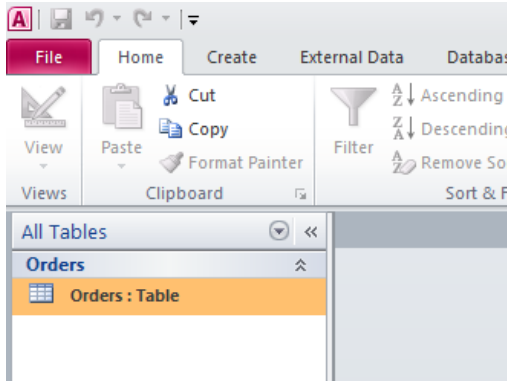 A
File Home Create External Data Databas
Cut
Copy
Format Painter
View
Paste
Filter
Ascending
Descending
Remove So
Views Clipboard Sort & F
All Tables
Orders
Orders : Table